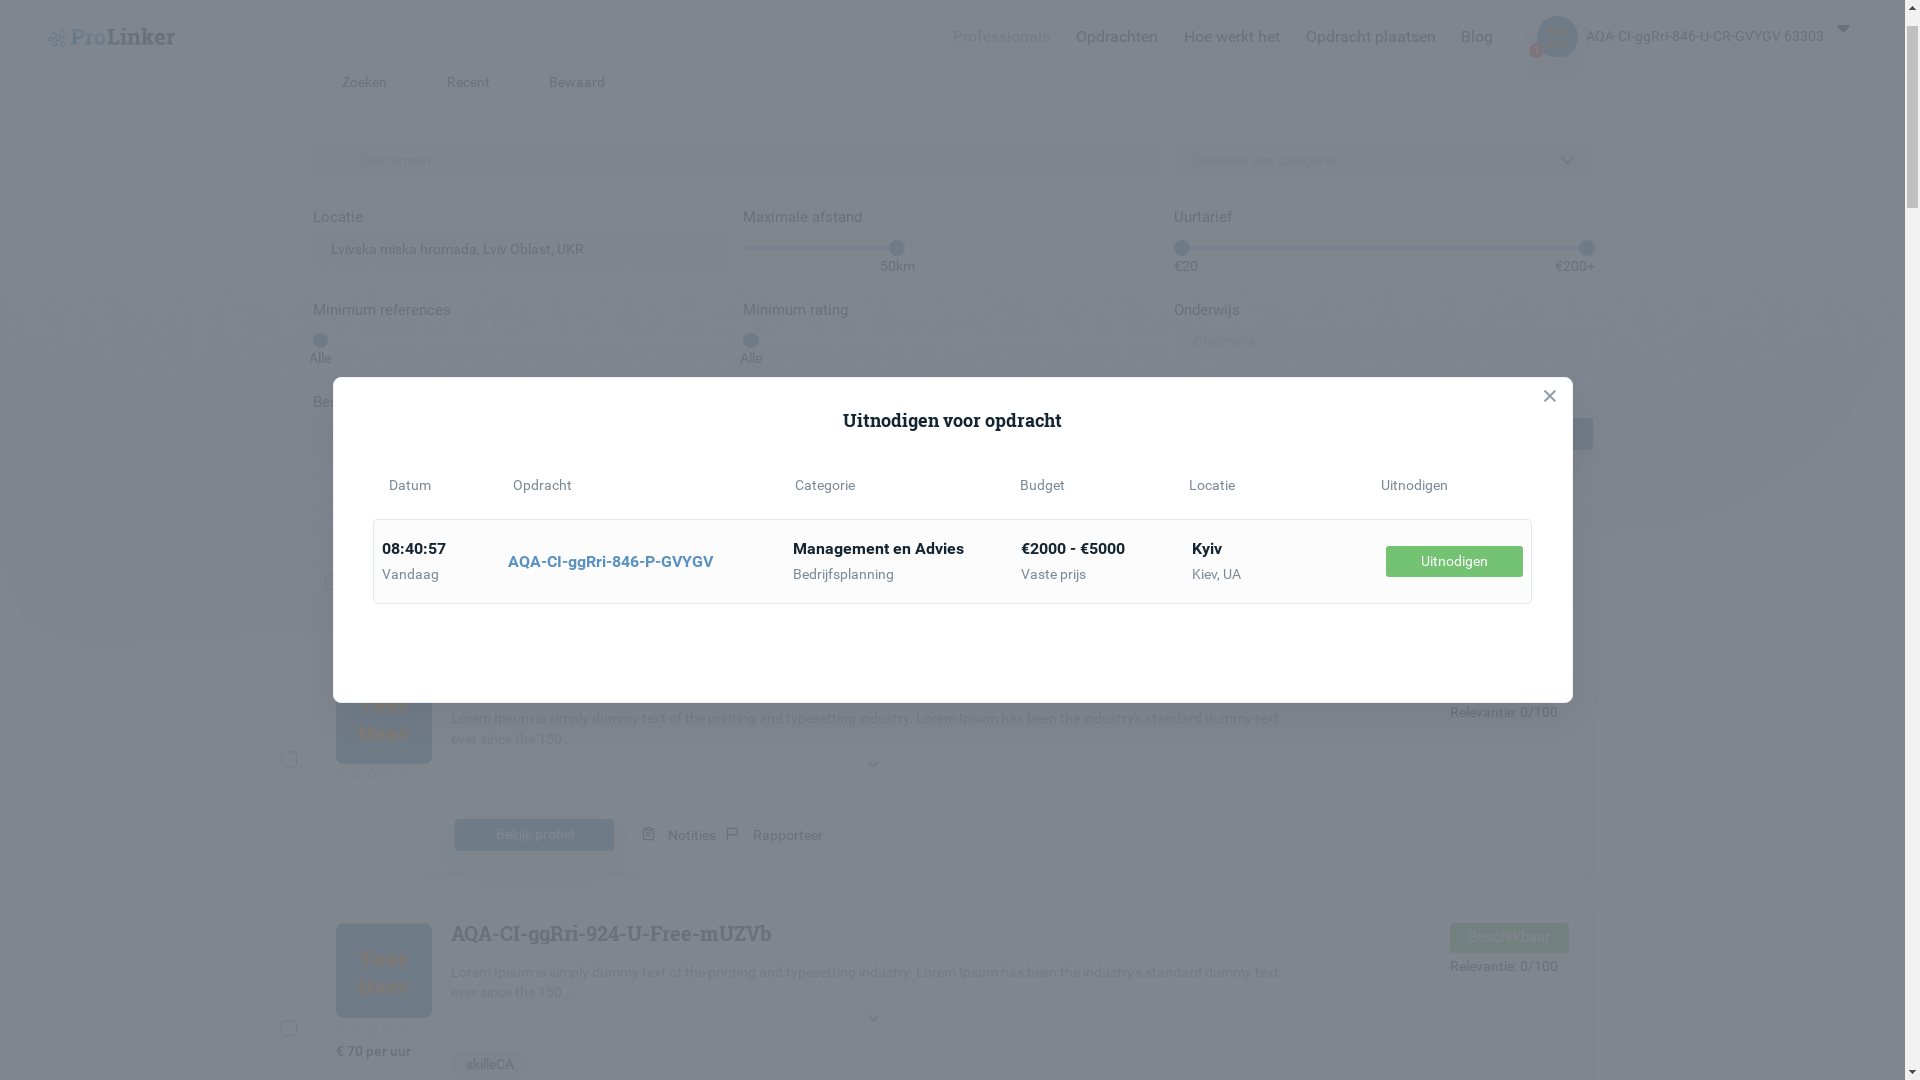 ProLinker
Professionals Opdrachten Hoe werkt het Opdracht plaatsen Blog
1 AQA-CI-ggRri-846-U-CR-GVYGV 63303
Zoeken Recent Bewaard
Zoektermen Selecteer een categorie
Locatie Maximale afstand Uurtarief
Lvivska miska hromada, Lviv Oblast, UKR
50km €20 €200+
Minimum references Minimum rating Onderwijs
Onderwijs
Alle Alle
Uitnodigen voor opdracht
Datum Opdracht Categorie Budget Locatie Uitnodigen
08:40:57 Management en Advies €2000 - €5000 Kyiv
AQA-CI-ggRri-846-P-GVYGV Uitnodigen
Vandaag Bedrijfsplanning Vaste prijs Kiev, UA
Relevantie: 0/100
Lorem Ipsum is simply dummy text of the printing and typesetting industry. Lorem Ipsum has been the industry's standard dummy text
ever since the 150...
Bekijk profiel Notities Rapporteer
AQA-CI-ggRri-924-U-Free-mUZVb
Beschikbaar
Relevantie: 0/100
Test
User
Lorem Ipsum is simply dummy text of the printing and typesetting industry. Lorem Ipsum has been the industry's standard dummy text
ever since the 150...
€ 70 per uur
skilleCA